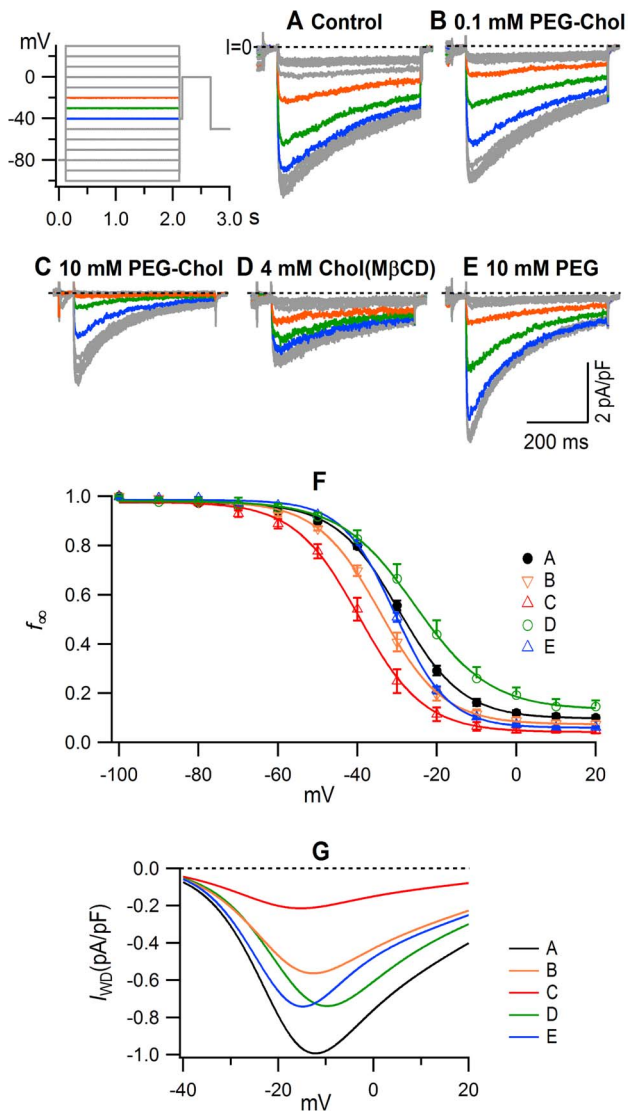 mV
0
-40
-80
0.0 1.0 2.0 3.0 s
A Control
I=0
B 0.1 mM PEG-Chol
C 10 mM PEG-Chol
D 4 mM Chol(MβCD)
E 10 mM PEG
2 pA/pF
200 ms
F
1.0
0.8
0.6
0.4
0.2
0.0
f∞
-100 -80 -60 -40 -20 0 20
mV
A
B
C
D
E
G
0.0
-0.2
-0.4
-0.6
-0.8
-1.0
IWD(pA/pF)
-40 -20 0 20
mV
A
B
C
D
E